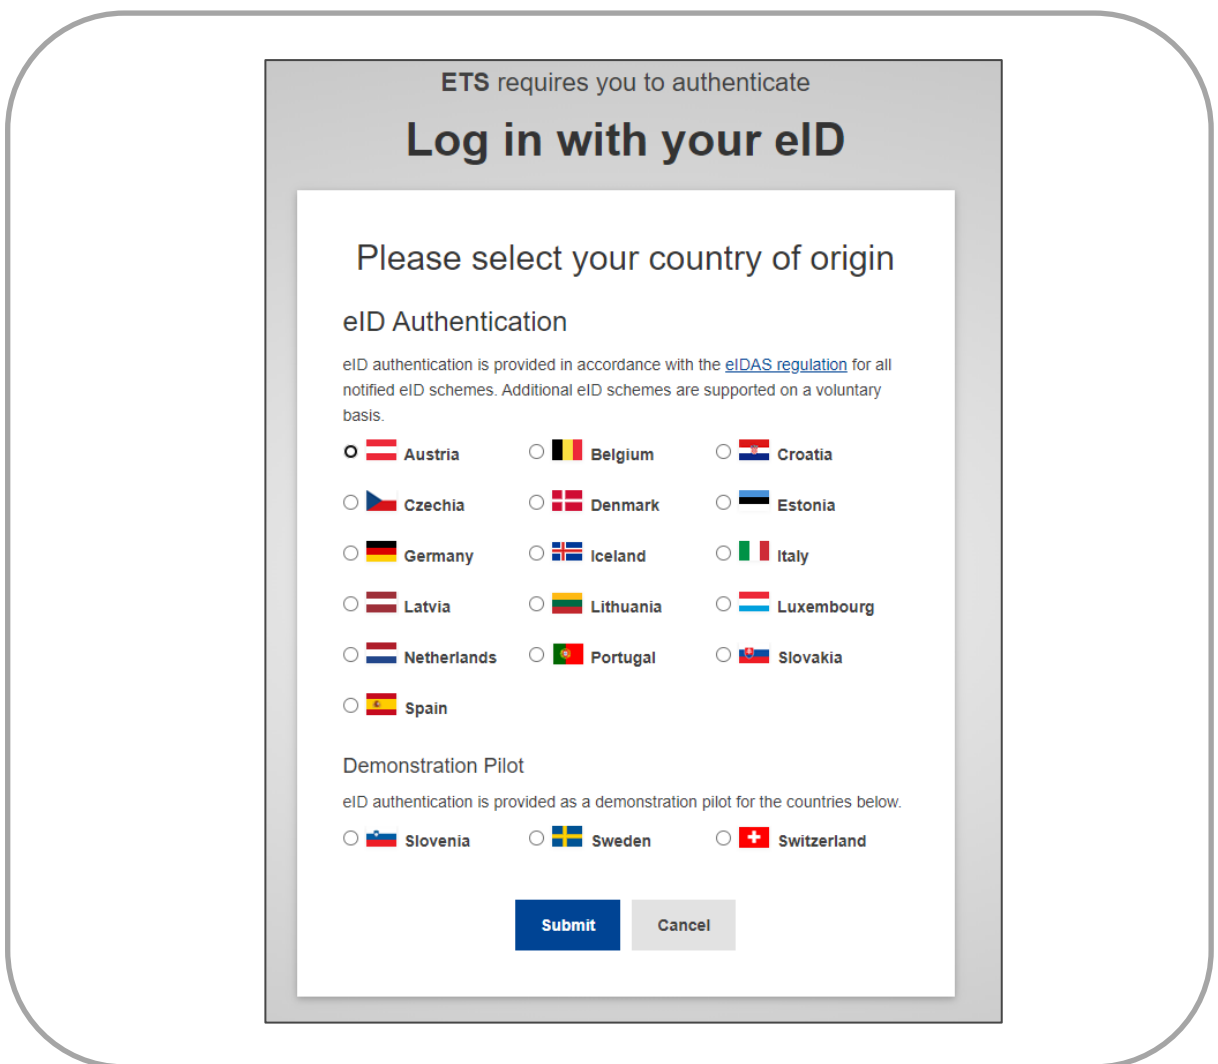 ETS requires you to authenticate
Log in with your eID
Please select your country of origin
eID Authentication
eID authentication is provided in accordance with the eIDAS regulation for all
notified eID schemes. Additional eID schemes are supported on a voluntary
basis.
Austria Belgium Croatia
Czechia Denmark Estonia
Germany Iceland Italy
Latvia Lithuania Luxembourg
Netherlands Portugal Slovakia
Spain
Demonstration Pilot
eID authentication is provided as a demonstration pilot for the countries below.
Slovenia Sweden Switzerland
Submit Cancel